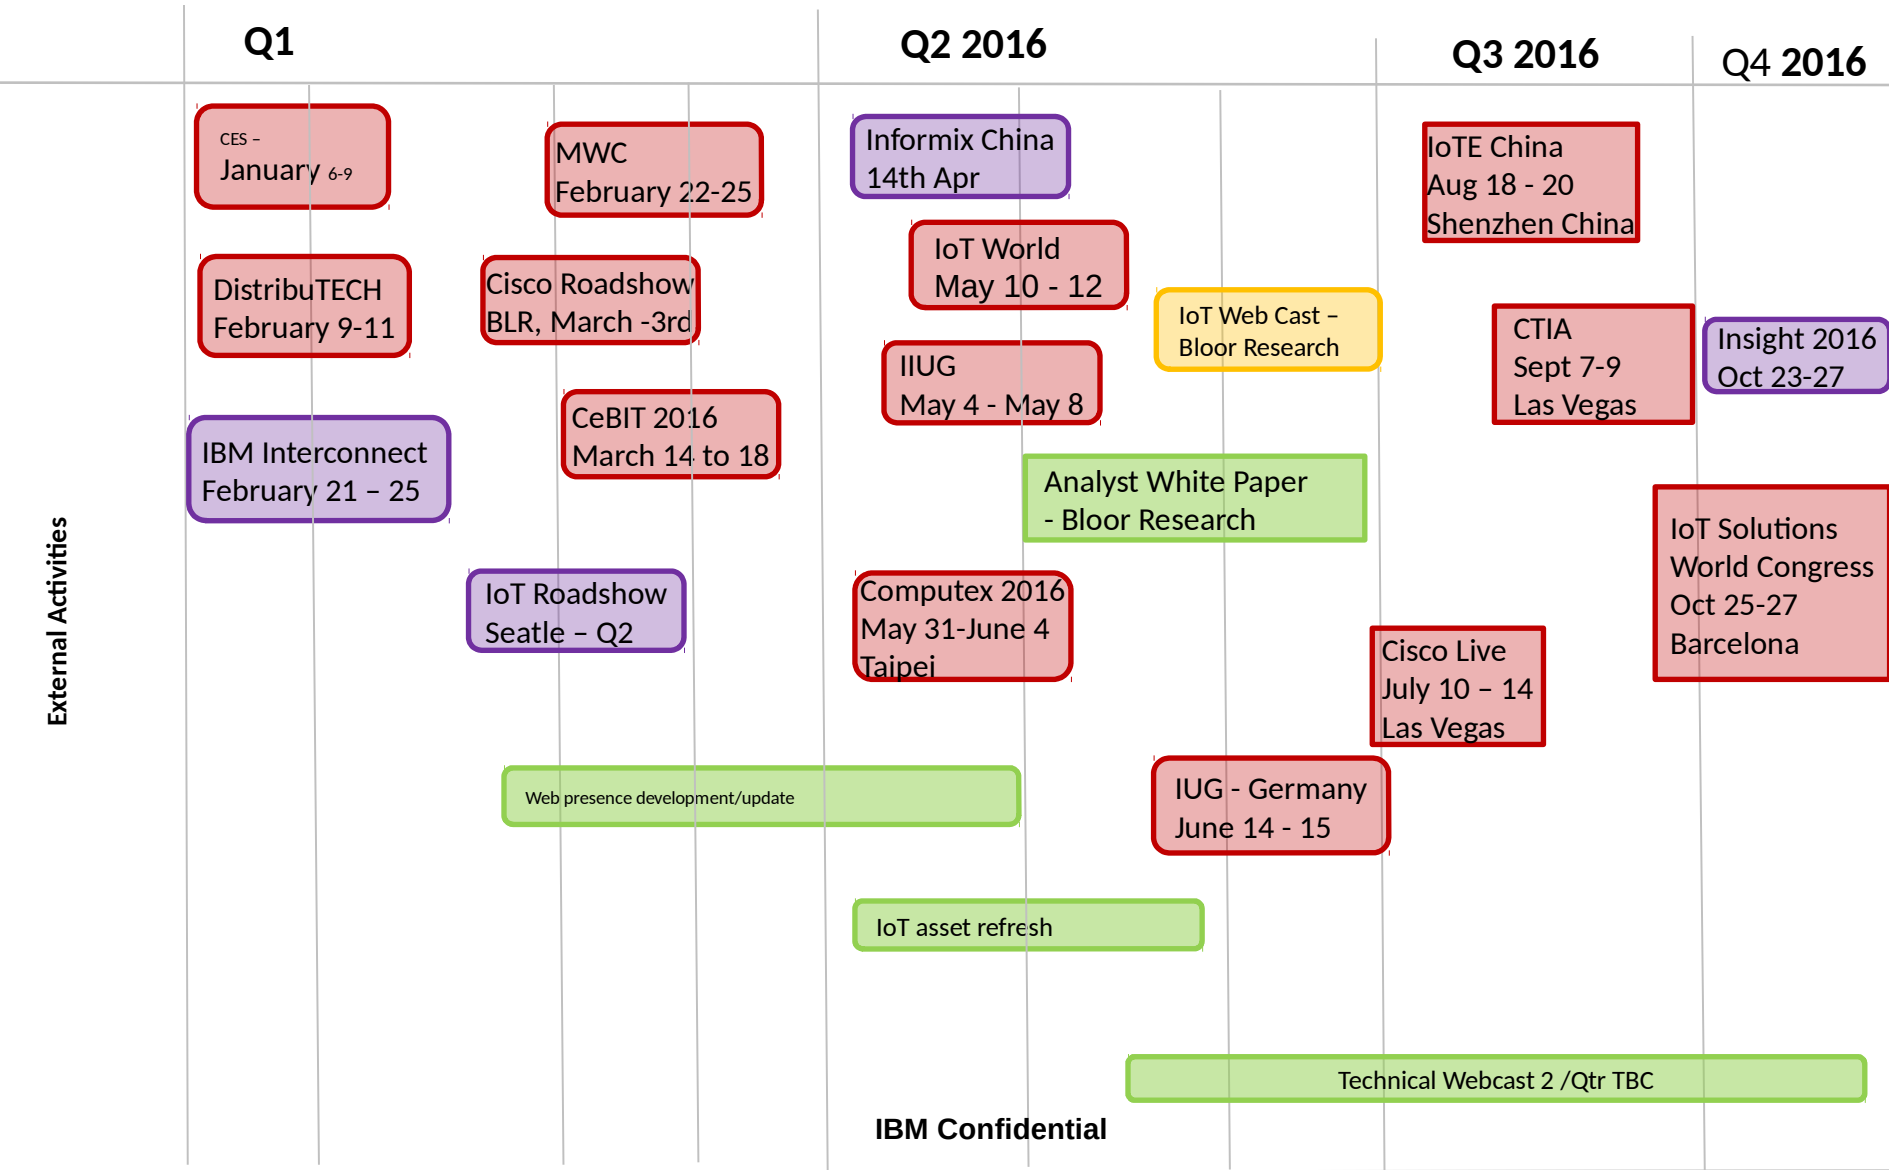 Q1
Q2 2016
Q3 2016
Q4 2016
External Activities
CES –
January 6-9
DistribuTECH
February 9-11
IBM Interconnect
February 21 – 25
MWC
February 22-25
Cisco Roadshow
BLR, March -3rd
CeBIT 2016
March 14 to 18
IoT Roadshow
Seatle – Q2
Web presence development/update
Informix China
14th Apr
IoT World
May 10 - 12
IIUG
May 4 - May 8
IoT Web Cast –
Bloor Research
Analyst White Paper
- Bloor Research
Computex 2016
May 31-June 4
Taipei
IUG - Germany
June 14 - 15
IoT asset refresh
IoTE China
Aug 18 - 20
Shenzhen China
CTIA
Sept 7-9
Las Vegas
Cisco Live
July 10 – 14
Las Vegas
Insight 2016
Oct 23-27
IoT Solutions
World Congress
Oct 25-27
Barcelona
Technical Webcast 2 /Qtr TBC
IBM Confidential